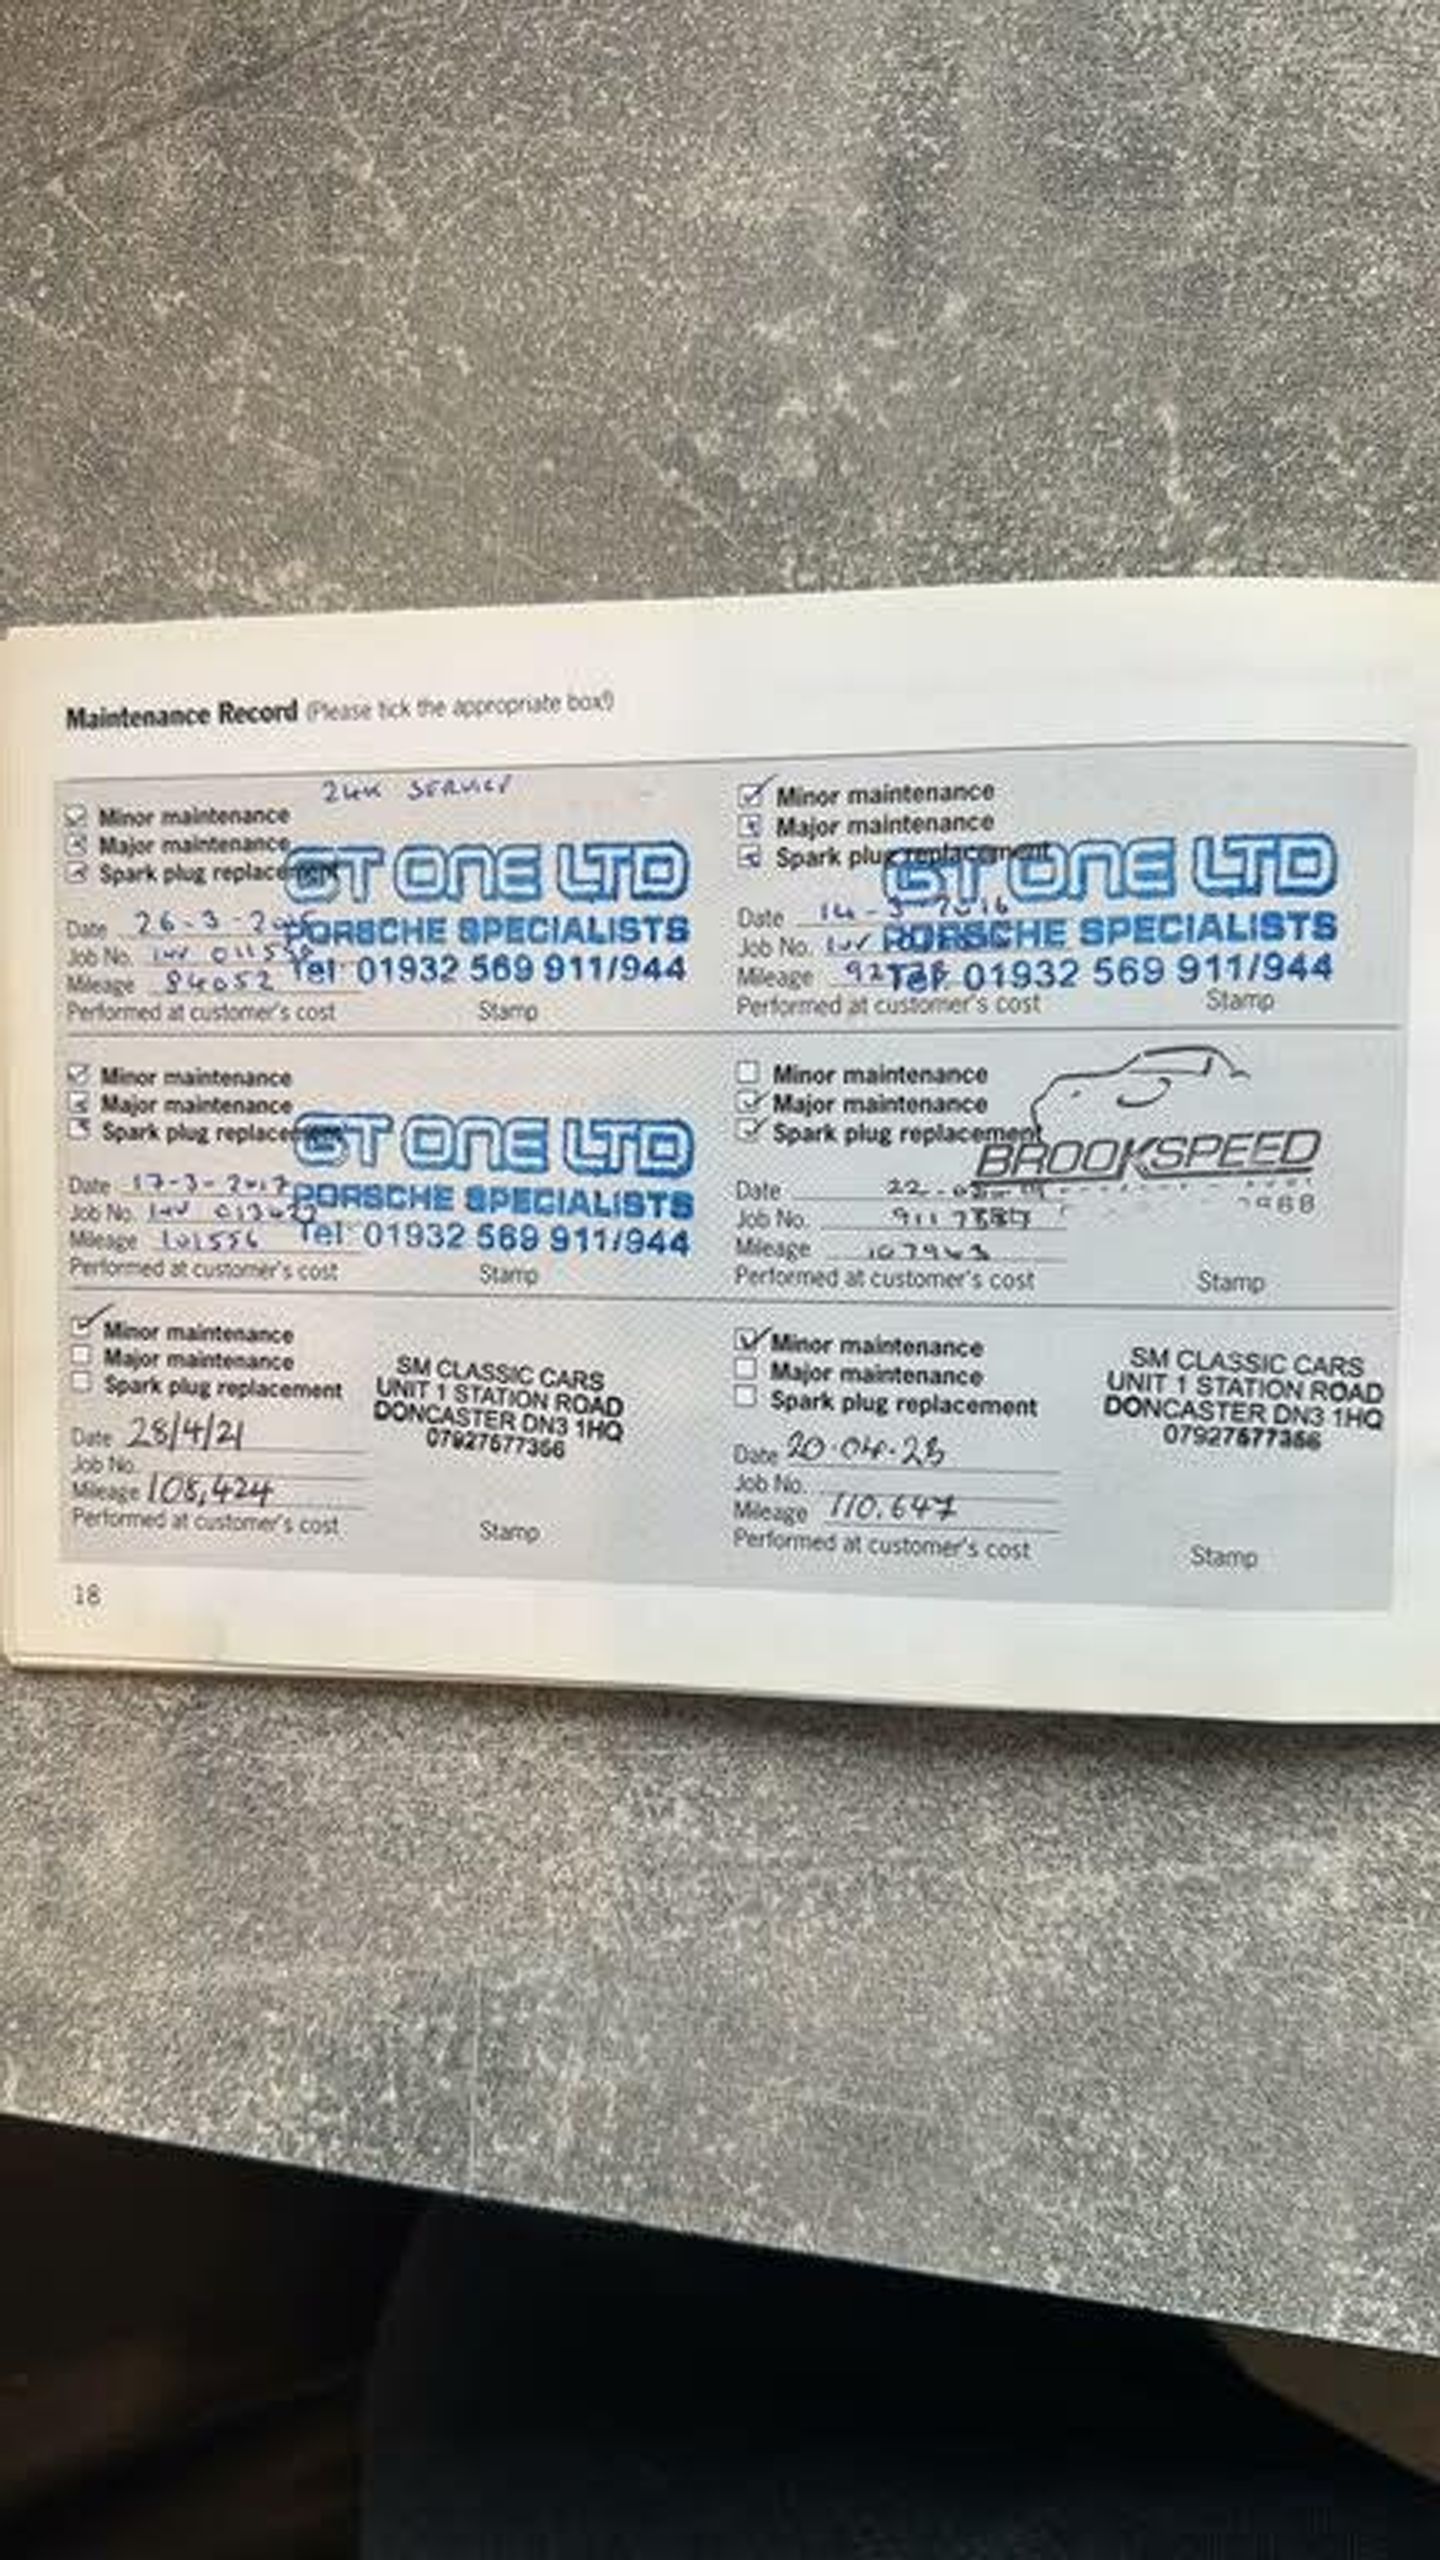 Maintenance Record (Please tick the appropriate box!)
24K SERVICE
Minor maintenance
Major maintenance
Spark plug replacement
GT ONE LTD
PORSCHE SPECIALISTS
Tel: 01932 569 911/944
Date 26-3-
Job No. INV
Mileage 84052
Performed at customer's cost
Stamp
Minor maintenance
Major maintenance
Spark plug replacement
GT ONE LTD
PORSCHE SPECIALISTS
Tel: 01932 569 911/944
Date 14-3-2016
Job No. INV
Mileage
Performed at customer's cost
Stamp
Minor maintenance
Major maintenance
Spark plug replacement
GT ONE LTD
PORSCHE SPECIALISTS
Tel: 01932 569 911/944
Date 17-3-2017
Job No. INV
Mileage 101556
Performed at customer's cost
Stamp
Minor maintenance
Major maintenance
Spark plug replacement
BROOKSPEED
Date
Job No.
Mileage 107943
Performed at customer's cost
Stamp
Minor maintenance
Major maintenance
Spark plug replacement
SM CLASSIC CARS
UNIT 1 STATION ROAD
DONCASTER DN3 1HQ
07927577356
Date 28/4/21
Job No.
Mileage 108,424
Performed at customer's cost
Stamp
Minor maintenance
Major maintenance
Spark plug replacement
SM CLASSIC CARS
UNIT 1 STATION ROAD
DONCASTER DN3 1HQ
07927577356
Date 20.04.23
Job No.
Mileage 110.647
Performed at customer's cost
Stamp
18